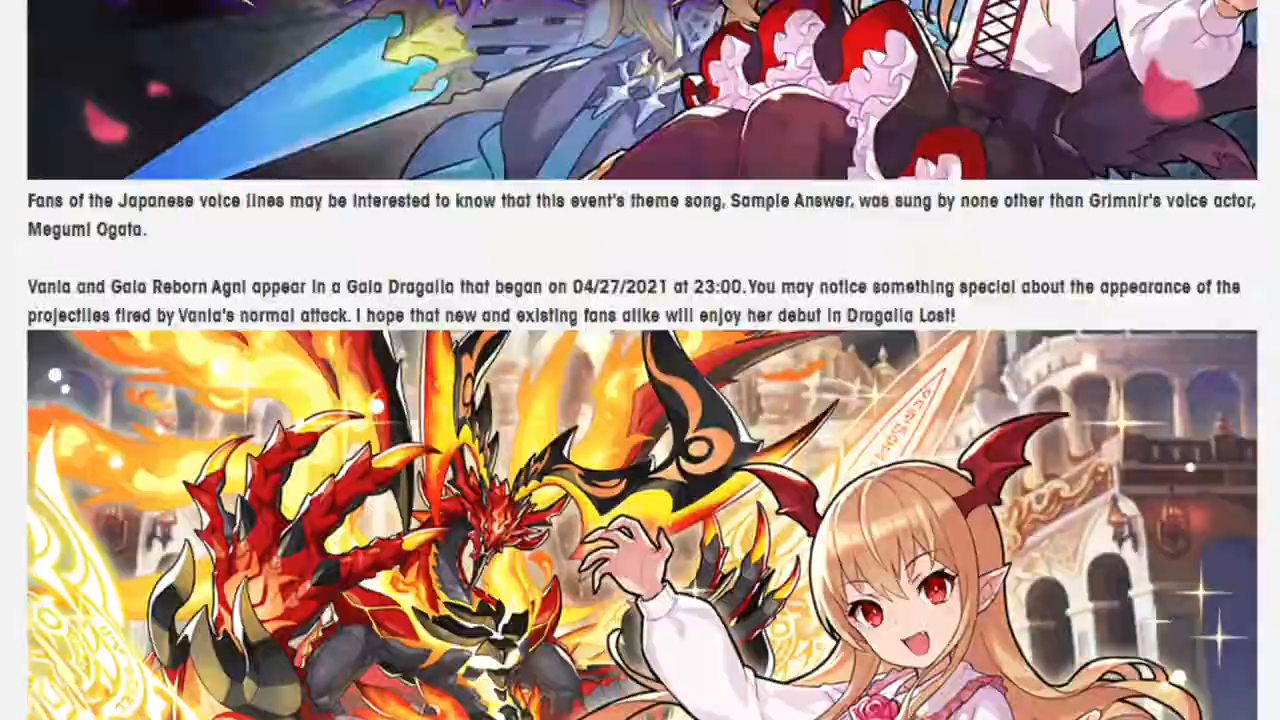 Fans of the Japanese voice lines may be interested to know that this event's theme song, Sample Answer, was sung by none other than Grimnir's voice actor,
Megumi Ogata.
Vania and Gala Reborn Agni appear in a Gala Dragalia that began on 04/27/2021 at 23:00.You may notice something special about the appearance of the
projectiles fired by Vania's normal attack. I hope that new and existing fans alike will enjoy her debut in Dragalia Lost!